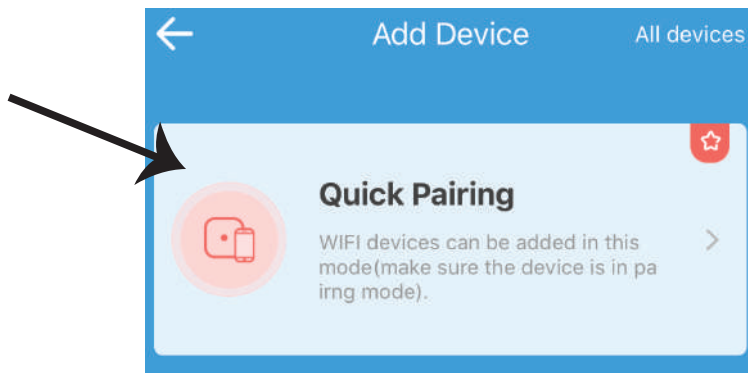 Add Device
All devices
Quick Pairing
WIFI devices can be added in this
mode(make sure the device is in pa
irng mode).